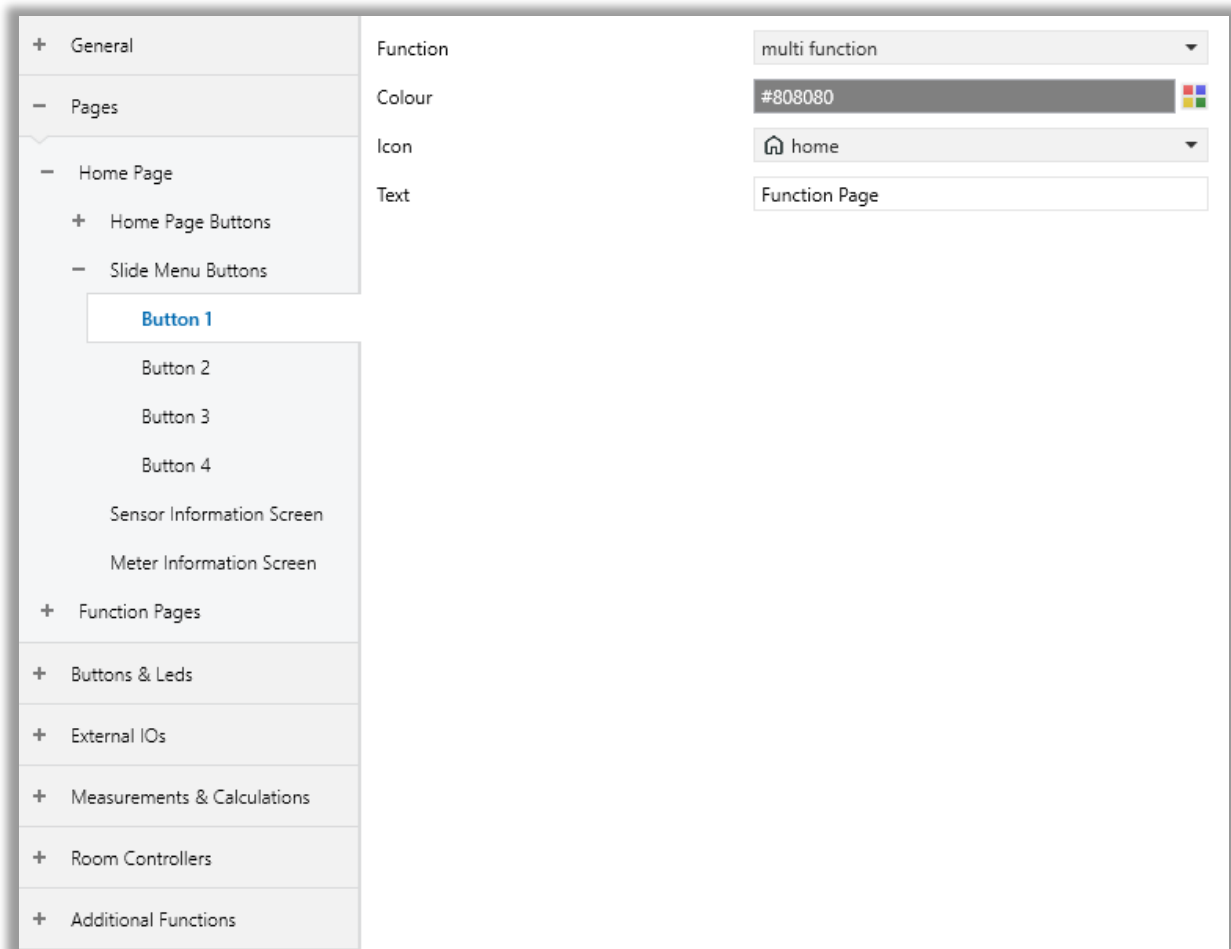 General
Pages
Home Page
Home Page Buttons
Slide Menu Buttons
Button 1
Button 2
Button 3
Button 4
Sensor Information Screen
Meter Information Screen
Function Pages
Buttons & Leds
External IOs
Measurements & Calculations
Room Controllers
Additional Functions
Function multi function
Colour #808080
Icon home
Text Function Page